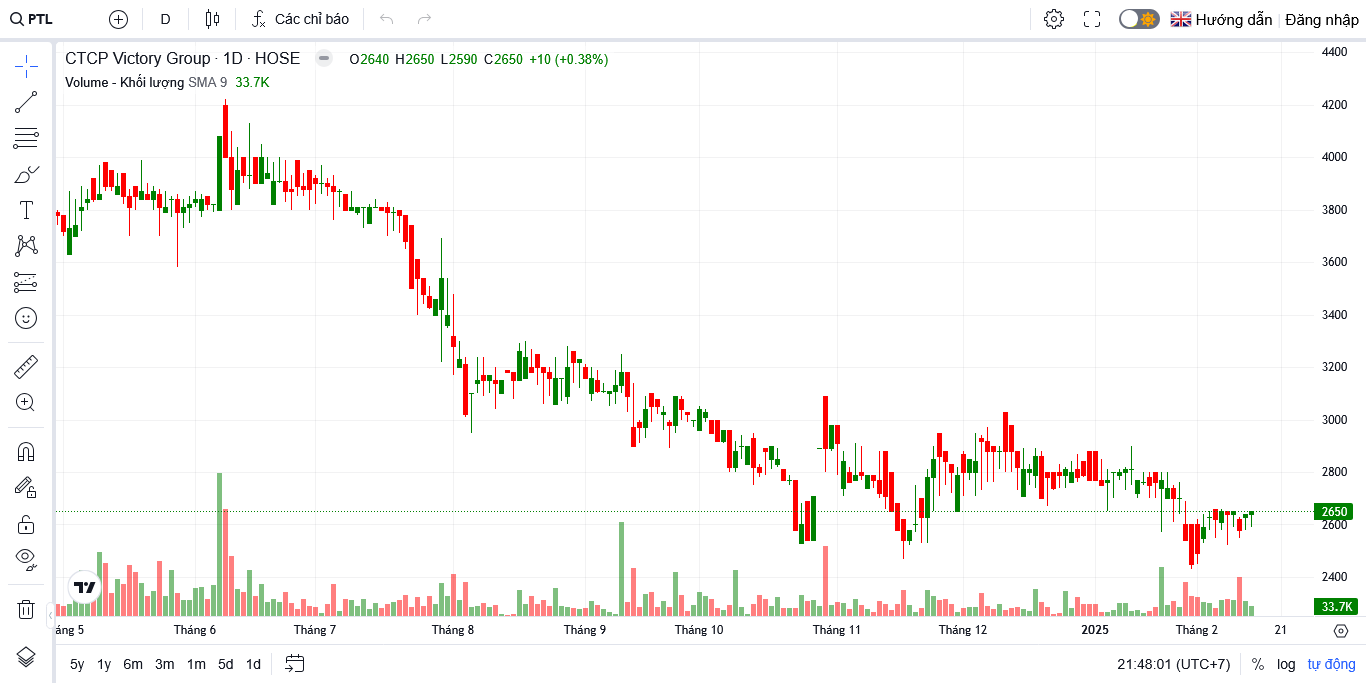 PTL D Các chỉ báo Hướng dẫn Đăng nhập
CTCP Victory Group · 1D · HOSE O2640 H2650 L2590 C2650 +10 (+0.38%)
Volume - Khối lượng SMA 9 33.7K
4400
4200
4000
3800
3600
3400
3200
3000
2800
2650
2600
2400
33.7K
áng 5 Tháng 6 Tháng 7 Tháng 8 Tháng 9 Tháng 10 Tháng 11 Tháng 12 2025 Tháng 2 21
5y 1y 6m 3m 1m 5d 1d 21:48:01 (UTC+7) % log tự động